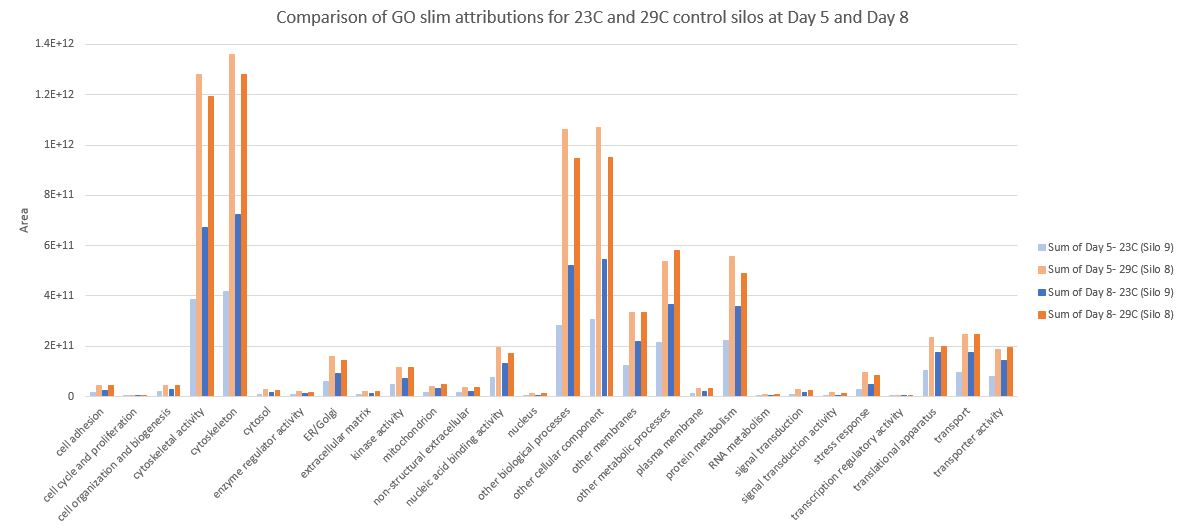 Comparison of GO slim attributions for 23C and 29C control silos at Day 5 and Day 8
1.4E+12
1.2E+12
1E+12
8E+11
6E+11
4E+11
2E+11
0
Area
cell adhesion
cell cycle and proliferation
cell organization and biogenesis
cytoskeletal activity
cytoskeleton
cytosol
enzyme regulator activity
ER/Golgi
extracellular matrix
kinase activity
mitochondrion
non-structural extracellular
nucleic acid binding activity
nucleus
other biological processes
other cellular component
other membranes
other metabolic processes
plasma membrane
protein metabolism
RNA metabolism
signal transduction
signal transduction activity
stress response
transcription regulatory activity
translational apparatus
transport
transporter activity
Sum of Day 5- 23C (Silo 9)
Sum of Day 5- 29C (Silo 8)
Sum of Day 8- 23C (Silo 9)
Sum of Day 8- 29C (Silo 8)